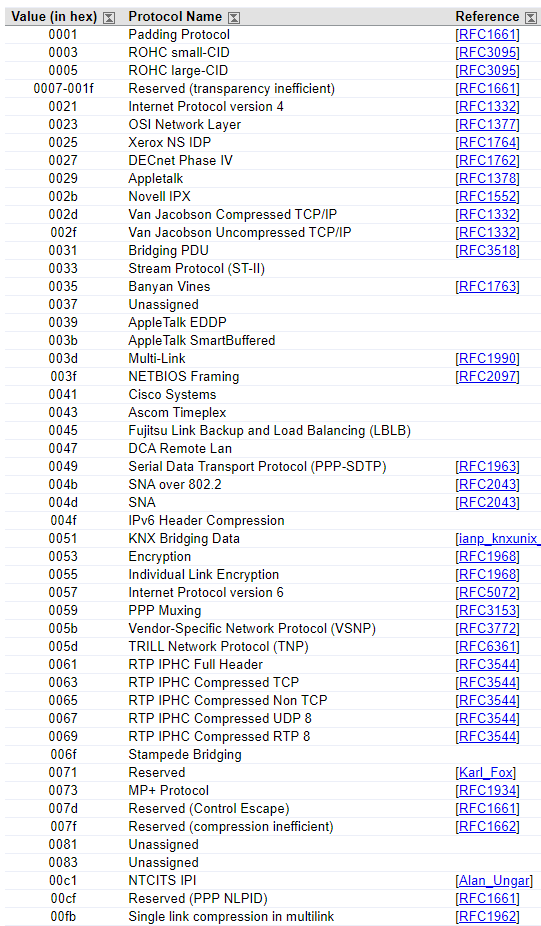 Value (in hex) Protocol Name Reference
0001 Padding Protocol [RFC1661]
0003 ROHC small-CID [RFC3095]
0005 ROHC large-CID [RFC3095]
0007-001f Reserved (transparency inefficient) [RFC1661]
0021 Internet Protocol version 4 [RFC1332]
0023 OSI Network Layer [RFC1377]
0025 Xerox NS IDP [RFC1764]
0027 DECnet Phase IV [RFC1762]
0029 Appletalk [RFC1378]
002b Novell IPX [RFC1552]
002d Van Jacobson Compressed TCP/IP [RFC1332]
002f Van Jacobson Uncompressed TCP/IP [RFC1332]
0031 Bridging PDU [RFC3518]
0033 Stream Protocol (ST-II)
0035 Banyan Vines [RFC1763]
0037 Unassigned
0039 AppleTalk EDDP
003b AppleTalk SmartBuffered
003d Multi-Link [RFC1990]
003f NETBIOS Framing [RFC2097]
0041 Cisco Systems
0043 Ascom Timeplex
0045 Fujitsu Link Backup and Load Balancing (LBLB)
0047 DCA Remote Lan
0049 Serial Data Transport Protocol (PPP-SDTP) [RFC1963]
004b SNA over 802.2 [RFC2043]
004d SNA [RFC2043]
004f IPv6 Header Compression
0051 KNX Bridging Data [ianp_knxunix_
0053 Encryption [RFC1968]
0055 Individual Link Encryption [RFC1968]
0057 Internet Protocol version 6 [RFC5072]
0059 PPP Muxing [RFC3153]
005b Vendor-Specific Network Protocol (VSNP) [RFC3772]
005d TRILL Network Protocol (TNP) [RFC6361]
0061 RTP IPHC Full Header [RFC3544]
0063 RTP IPHC Compressed TCP [RFC3544]
0065 RTP IPHC Compressed Non TCP [RFC3544]
0067 RTP IPHC Compressed UDP 8 [RFC3544]
0069 RTP IPHC Compressed RTP 8 [RFC3544]
006f Stampede Bridging
0071 Reserved [Karl_Fox]
0073 MP+ Protocol [RFC1934]
007d Reserved (Control Escape) [RFC1661]
007f Reserved (compression inefficient) [RFC1662]
0081 Unassigned
0083 Unassigned
00c1 NTCITS IPI [Alan_Ungar]
00cf Reserved (PPP NLPID) [RFC1661]
00fb Single link compression in multilink [RFC1962]